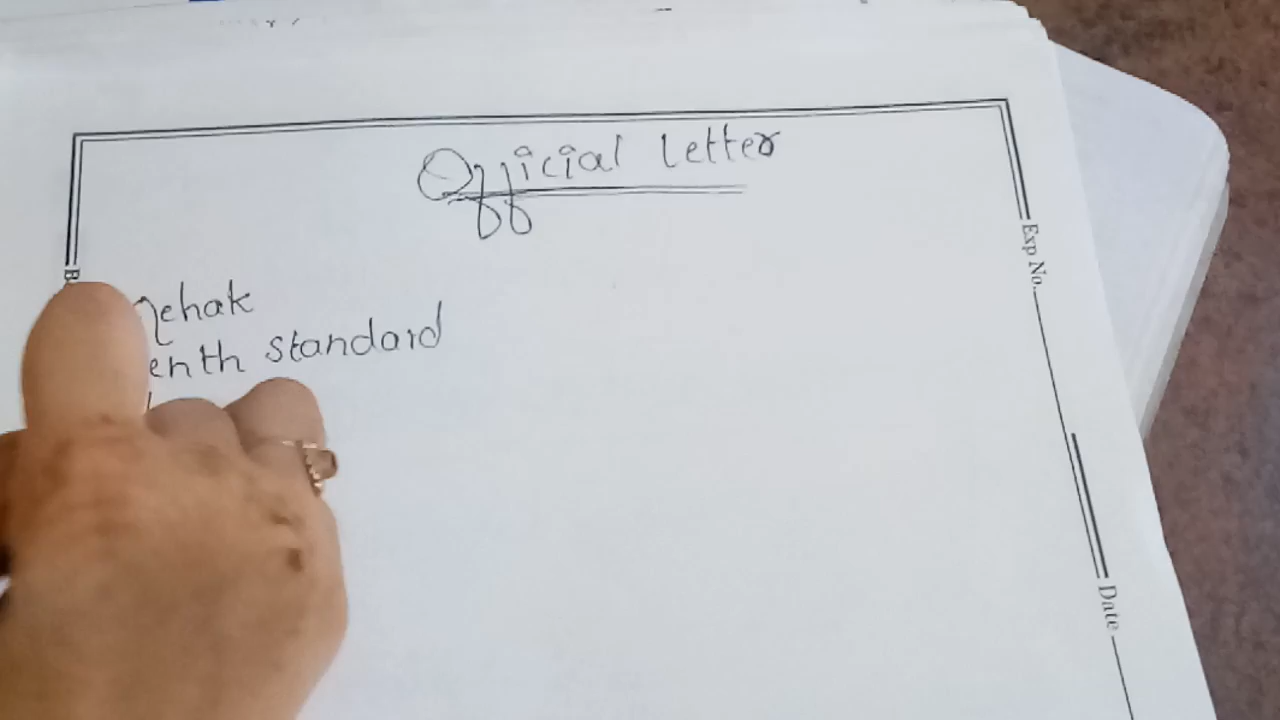 Official Letter
Exp No.
ehak
enth standard
Date